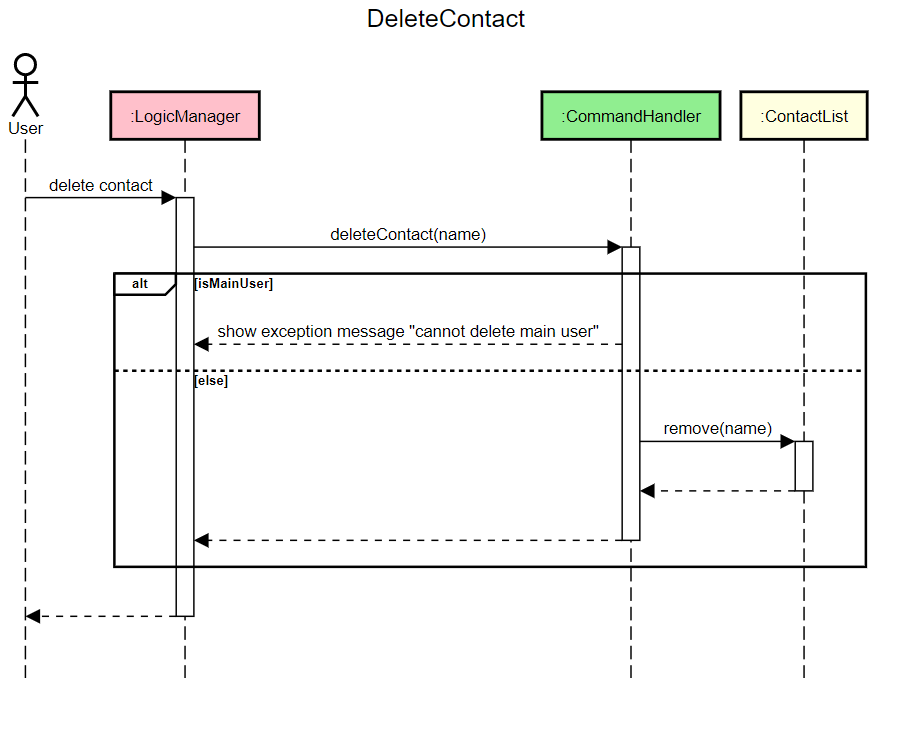 DeleteContact
User
:LogicManager
:CommandHandler
:ContactList
delete contact
deleteContact(name)
alt
[isMainUser]
show exception message "cannot delete main user"
[else]
remove(name)